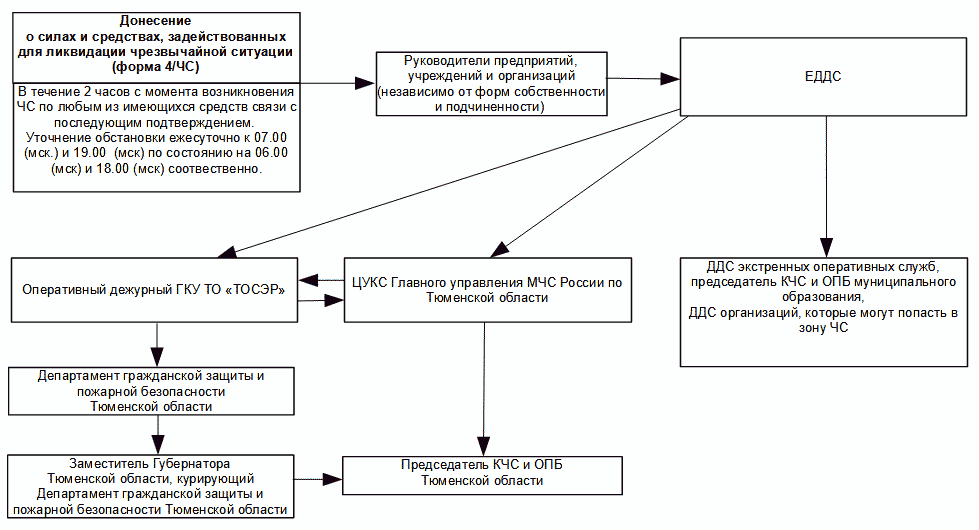 Донесение
о силах и средствах, задействованных
для ликвидации чрезвычайной ситуации
(форма 4/ЧС)
В течение 2 часов с момента возникновения
ЧС по любым из имеющихся средств связи с
последующим подтверждением.
Уточнение обстановки ежесуточно к 07.00
(мск.) и 19.00 (мск) по состоянию на 06.00
(мск) и 18.00 (мск) соотвественно.
Руководители предприятий,
учреждений и организаций
(независимо от форм собственности
и подчиненности)
ЕДДС
Оперативный дежурный ГКУ ТО «ТОСЭР»
ЦУКС Главного управления МЧС России по
Тюменской области
ДДС экстренных оперативных служб,
председатель КЧС и ОПБ муниципального
образования,
ДДС организаций, которые могут попасть в
зону ЧС
Департамент гражданской защиты и
пожарной безопасности
Тюменской области
Заместитель Губернатора
Тюменской области, курирующий
Департамент гражданской защиты и
пожарной безопасности Тюменской области
Председатель КЧС и ОПБ
Тюменской области